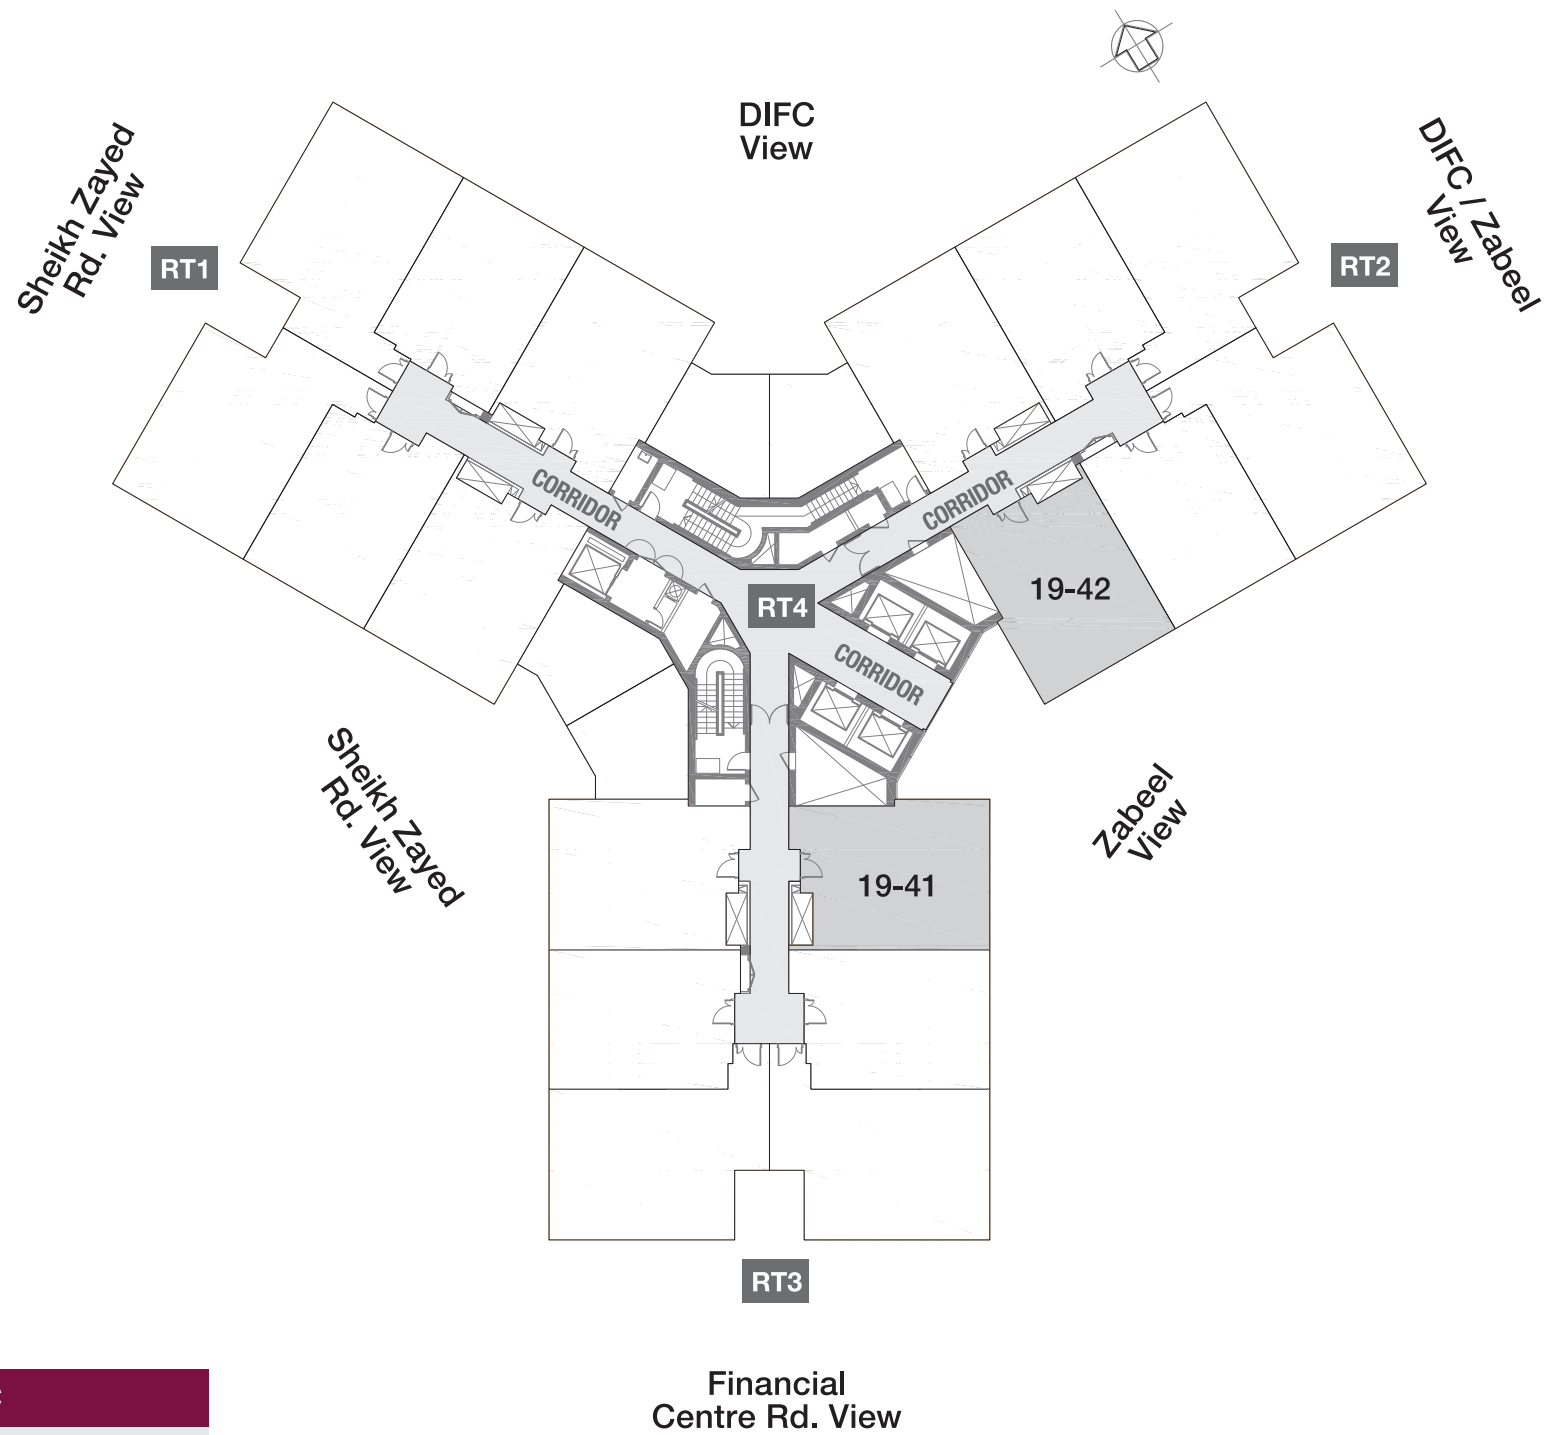 DIFC
View
Sheikh Zayed
Rd. View
DIFC / Zabeel
View
RT1
RT2
CORRIDOR
CORRIDOR
19-42
RT4
CORRIDOR
Sheikh Zayed
Rd. View
Zabeel
View
19-41
RT3
Financial
Centre Rd. View